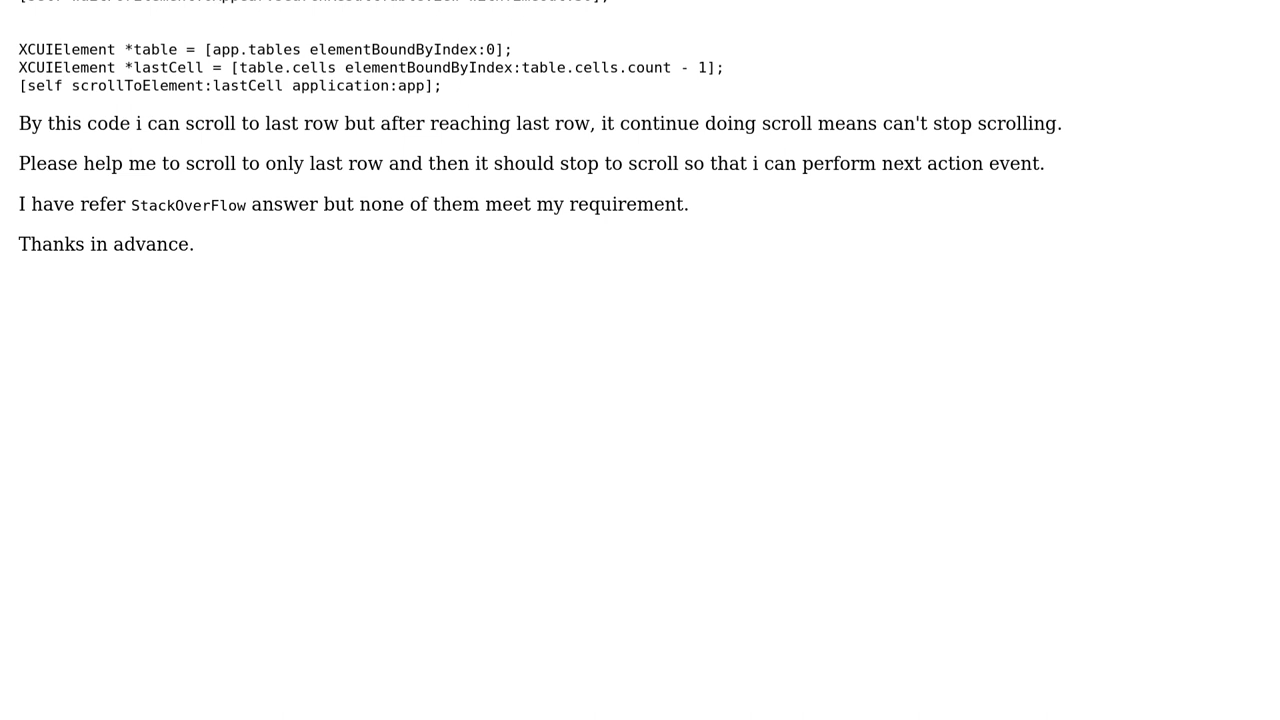 XCUIElement *table = [app.tables elementBoundByIndex:0];
XCUIElement *lastCell = [table.cells elementBoundByIndex:table.cells.count - 1];
[self scrollToElement:lastCell application:app];
By this code i can scroll to last row but after reaching last row, it continue doing scroll means can't stop scrolling.
Please help me to scroll to only last row and then it should stop to scroll so that i can perform next action event.
I have refer StackOverFlow answer but none of them meet my requirement.
Thanks in advance.